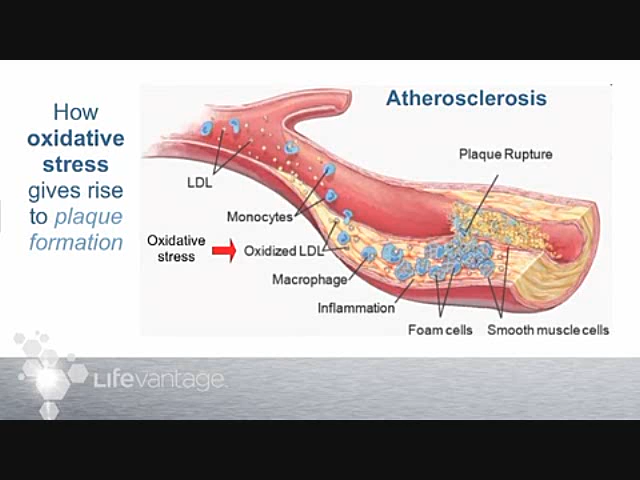 How
oxidative
stress
gives rise
to plaque
formation
Atherosclerosis
Plaque Rupture
LDL
Monocytes
Oxidative
stress
Oxidized LDL
Macrophage
Inflammation
Foam cells
Smooth muscle cells
LIfevantage.